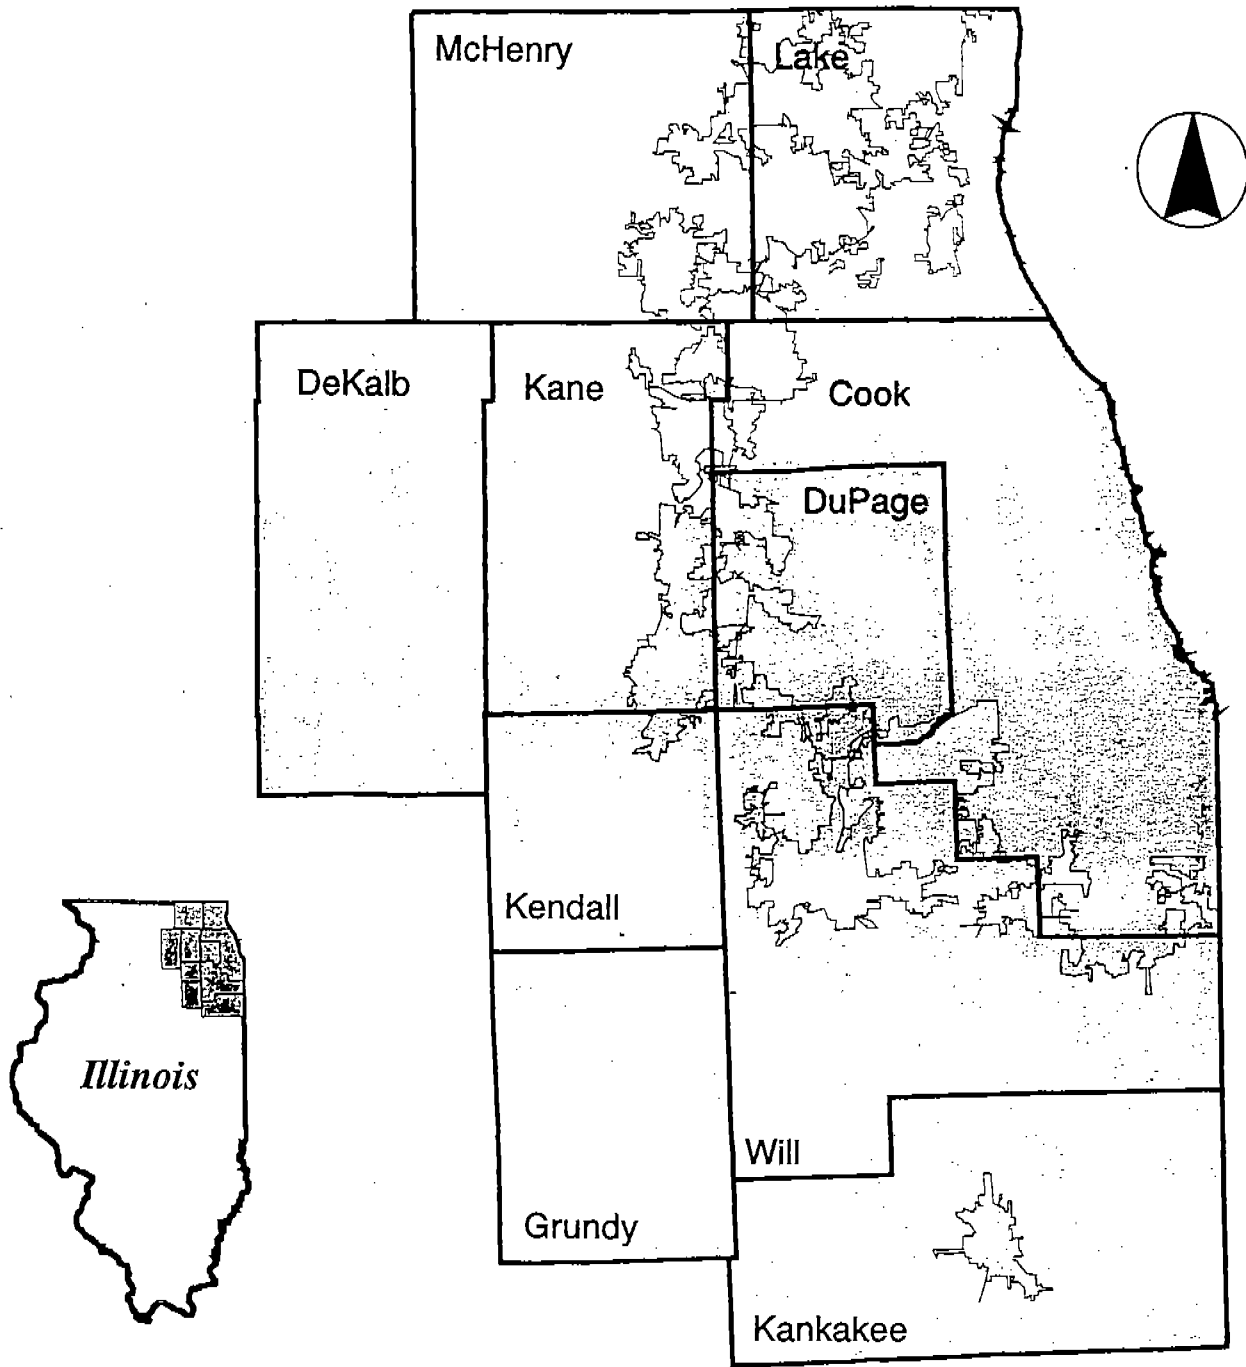 McHenry
Lake
DeKalb
Kane
Cook
DuPage
Kendall
Illinois
Will
Grundy
Kankakee